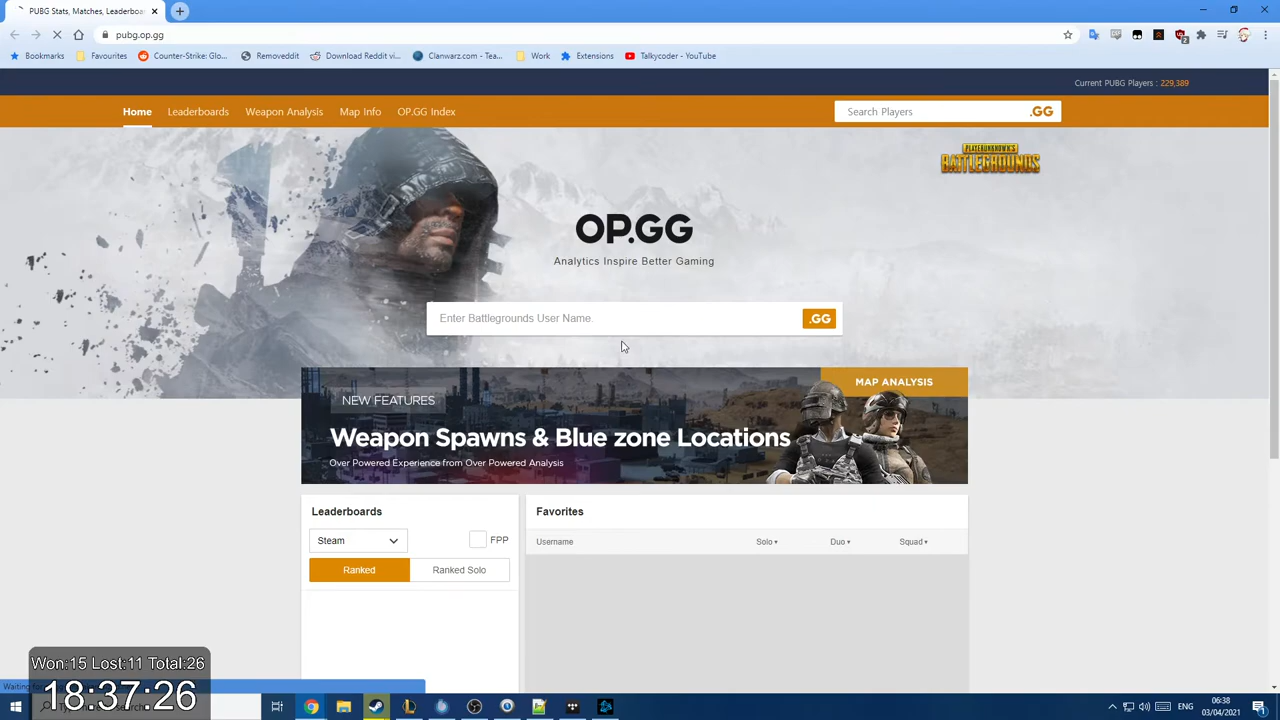 PUBG Stats, Matches, Leaderboa
pubg.op.gg
Bookmarks
Favourites
Counter-Strike: Glo...
Removeddit
Download Reddit vi...
Clanwarz.com - Tea...
Work
Extensions
Talkycoder - YouTube
Current PUBG Players : 229,389
Home
Leaderboards
Weapon Analysis
Map Info
OP.GG Index
Search Players
.GG
PLAYERUNKNOWN'S
BATTLEGROUNDS
OP.GG
Analytics Inspire Better Gaming
Enter Battlegrounds User Name.
.GG
MAP ANALYSIS
NEW FEATURES
Weapon Spawns & Blue zone Locations
Over Powered Experience from Over Powered Analysis
Leaderboards
Steam
FPP
Ranked
Ranked Solo
Favorites
Username
Solo
Duo
Squad
Won:15 Lost:11 Total:26
18:37:26
ENG
06:38
03/04/2021